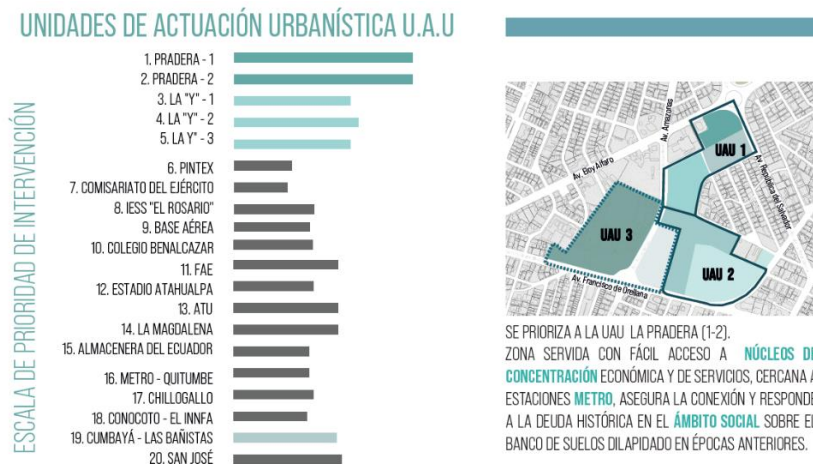 UNIDADES DE ACTUACIÓN URBANÍSTICA U.A.U
ESCALA DE PRIORIDAD DE INTERVENCIÓN
1. PRADERA - 1
2. PRADERA - 2
3. LA "Y" - 1
4. LA "Y" - 2
5. LA Y" - 3
6. PINTEX
7. COMISARIATO DEL EJÉRCITO
8. IESS "EL ROSARIO"
9. BASE AÉREA
10. COLEGIO BENALCAZAR
11. FAE
12. ESTADIO ATAHUALPA
13. ATU
14. LA MAGDALENA
15. ALMACENERA DEL ECUADOR
16. METRO - QUITUMBE
17. CHILLOGALLO
18. CONOCOTO - EL INNFA
19. CUMBAYÁ - LAS BAÑISTAS
20. SAN JOSÉ
Av. Amazonas
Av. Eloy Alfaro
UAU 1
Av. República del Salvador
UAU 3
UAU 2
Av. Francisco de Orellana
SE PRIORIZA A LA UAU LA PRADERA (1-2).
ZONA SERVIDA CON FÁCIL ACCESO A NÚCLEOS DE
CONCENTRACIÓN ECONÓMICA Y DE SERVICIOS, CERCANA A
ESTACIONES METRO, ASEGURA LA CONEXIÓN Y RESPONDE
A LA DEUDA HISTÓRICA EN EL ÁMBITO SOCIAL SOBRE EL
BANCO DE SUELOS DILAPIDADO EN ÉPOCAS ANTERIORES.